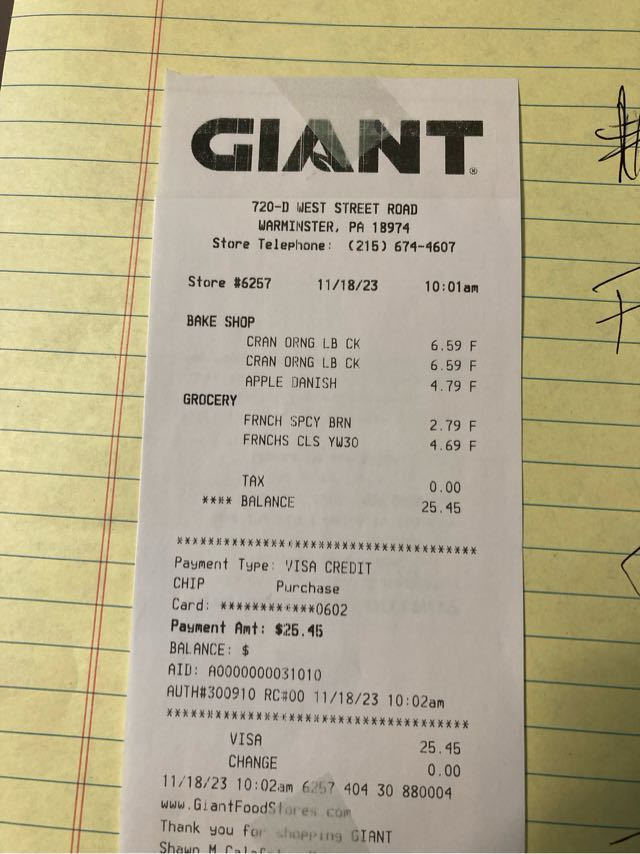 GIANT®
720-D WEST STREET ROAD
WARMINSTER, PA 18974
Store Telephone: (215) 674-4607
Store #6257 11/18/23 10:01am
BAKE SHOP
CRAN ORNG LB CK 6.59 F
CRAN ORNG LB CK 6.59 F
APPLE DANISH 4.79 F
GROCERY
FRNCH SPCY BRN 2.79 F
FRNCHS CLS YW30 4.69 F
TAX 0.00
**** BALANCE 25.45
***************************************
Payment Type: VISA CREDIT
CHIP Purchase
Card: ************0602
Payment Amt: $25.45
BALANCE: $
AID: A0000000031010
AUTH#300910 RC#00 11/18/23 10:02am
***************************************
VISA 25.45
CHANGE 0.00
11/18/23 10:02am 6257 404 30 880004
www.GiantFoodStores.com
Thank you for shopping GIANT
Shawn M